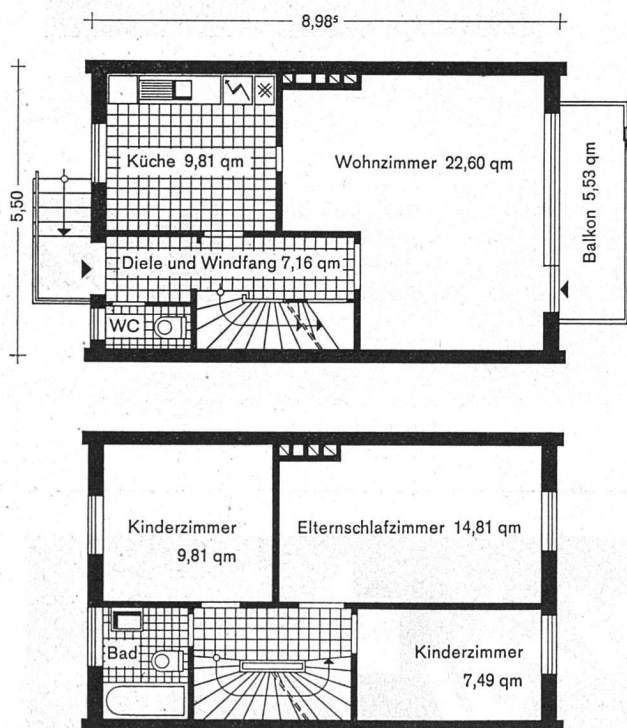 8,98⁵
5,50
Küche 9,81 qm
Wohnzimmer 22,60 qm
Balkon 5,53 qm
Diele und Windfang 7,16 qm
WC
Kinderzimmer
9,81 qm
Elternschlafzimmer 14,81 qm
Bad
Kinderzimmer
7,49 qm